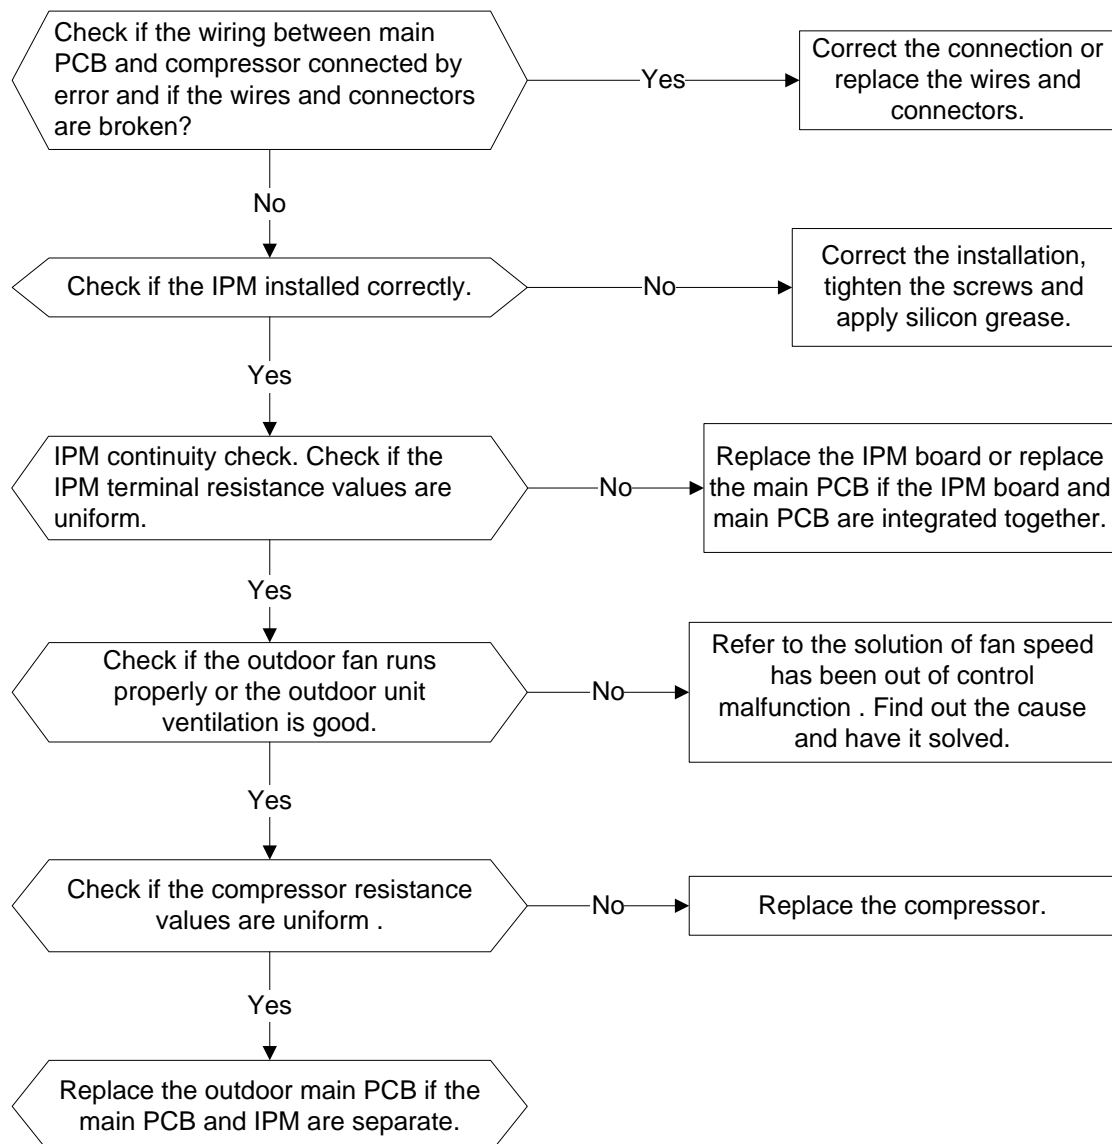 Check if the wiring between main
PCB and compressor connected by
error and if the wires and connectors
are broken?
Yes
Correct the connection or
replace the wires and
connectors.
No
Check if the IPM installed correctly.
No
Correct the installation,
tighten the screws and
apply silicon grease.
Yes
IPM continuity check. Check if the
IPM terminal resistance values are
uniform.
No
Replace the IPM board or replace
the main PCB if the IPM board and
main PCB are integrated together.
Yes
Check if the outdoor fan runs
properly or the outdoor unit
ventilation is good.
No
Refer to the solution of fan speed
has been out of control
malfunction . Find out the cause
and have it solved.
Yes
Check if the compressor resistance
values are uniform .
No
Replace the compressor.
Yes
Replace the outdoor main PCB if the
main PCB and IPM are separate.